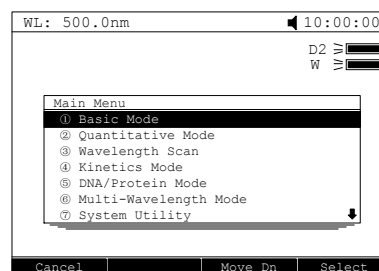 WL: 500.0nm 10:00:00
D2
W
Main Menu
① Basic Mode
② Quantitative Mode
③ Wavelength Scan
④ Kinetics Mode
⑤ DNA/Protein Mode
⑥ Multi-Wavelength Mode
⑦ System Utility
Cancel Move Dn Select